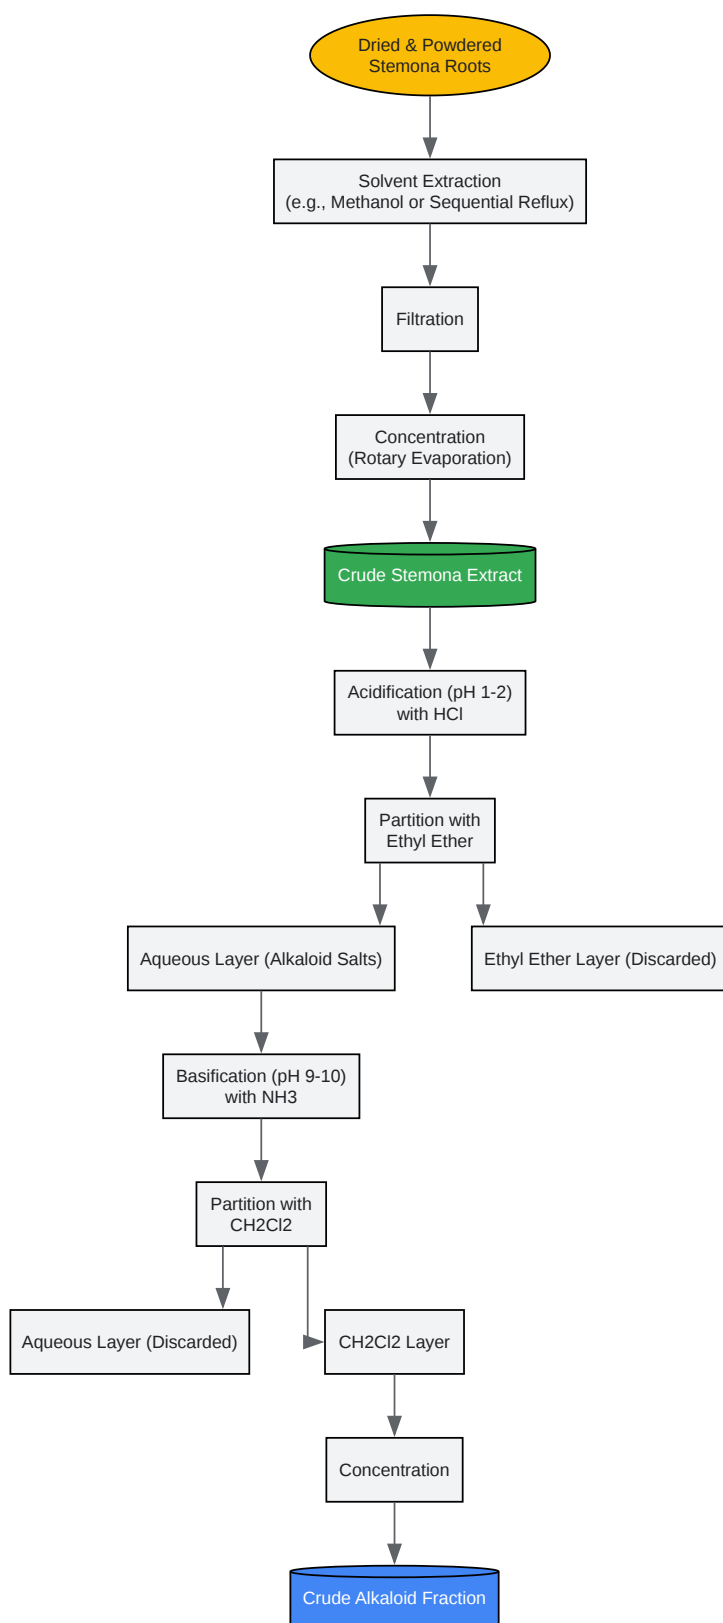 Dried & Powdered
Stemona Roots
Solvent Extraction
(e.g., Methanol or Sequential Reflux)
Filtration
Concentration
(Rotary Evaporation)
Crude Stemona Extract
Acidification (pH 1-2)
with HCl
Partition with
Ethyl Ether
Aqueous Layer (Alkaloid Salts)
Ethyl Ether Layer (Discarded)
Basification (pH 9-10)
with NH3
Partition with
CH2Cl2
Aqueous Layer (Discarded)
CH2Cl2 Layer
Concentration
Crude Alkaloid Fraction